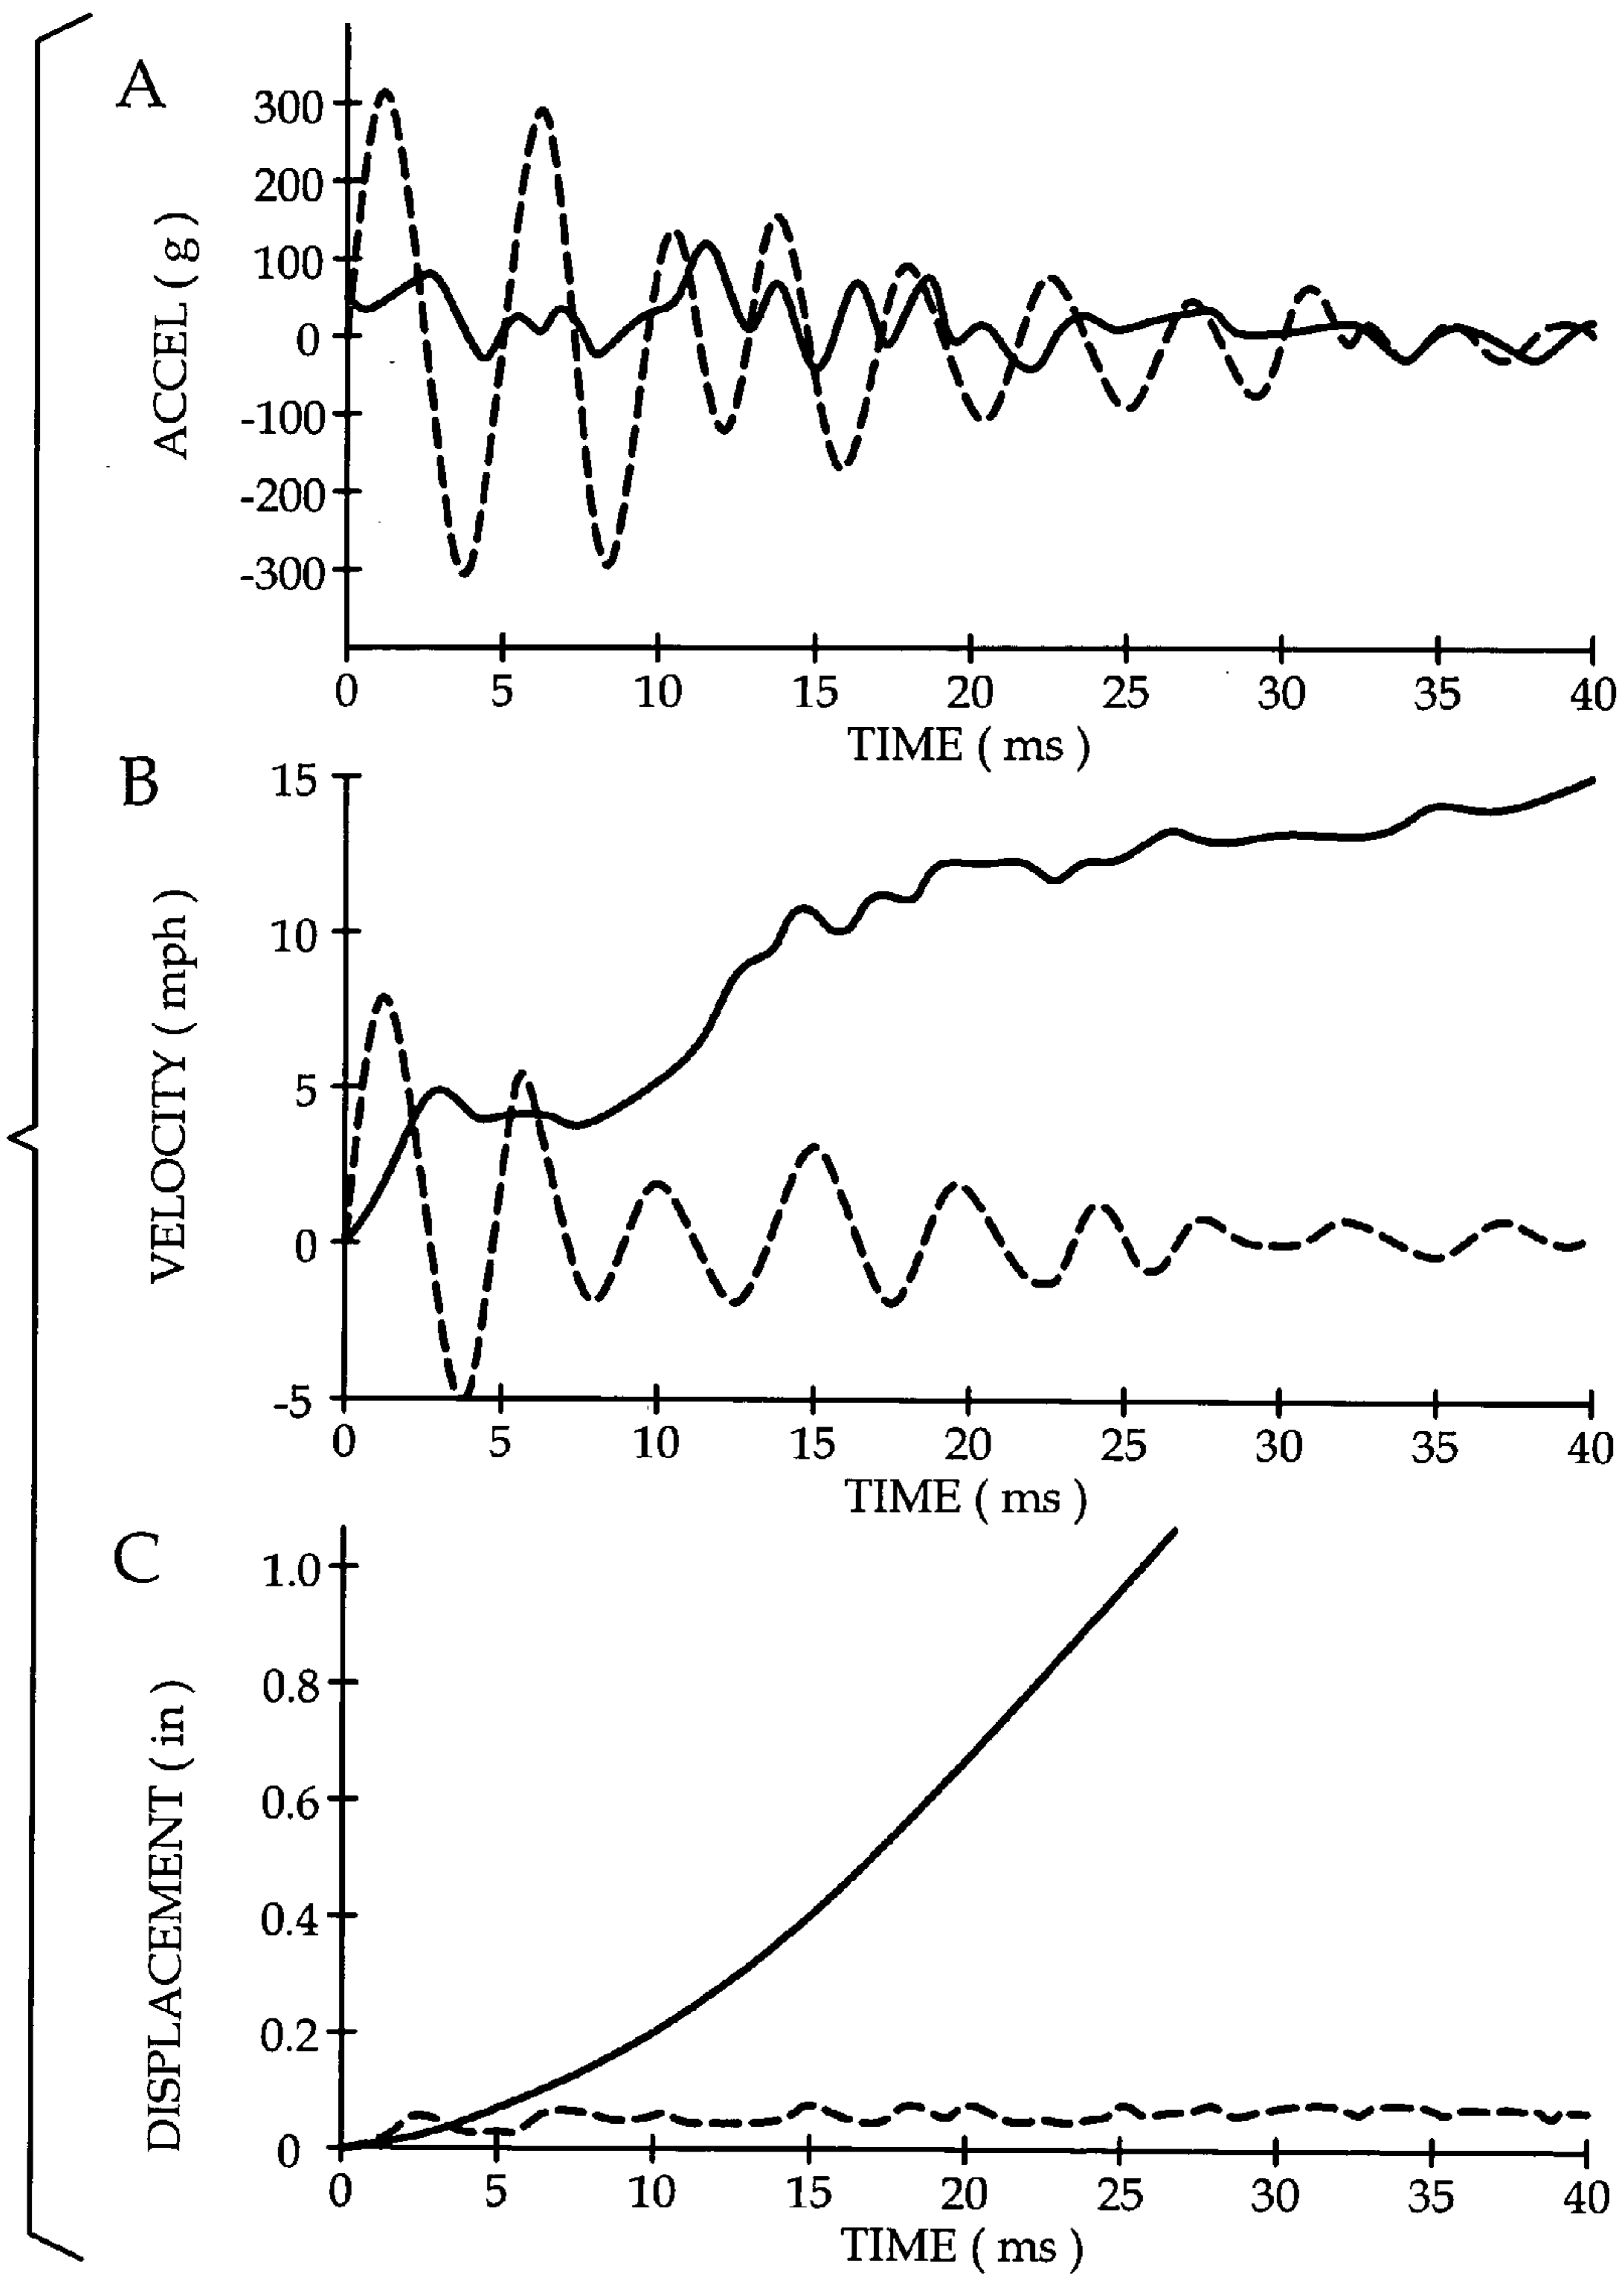 A
ACCEL (g)
300
200
100
0
-100
-200
-300
0 5 10 15 20 25 30 35 40
TIME ( ms )
B
VELOCITY ( mph )
15
10
5
0
-5
0 5 10 15 20 25 30 35 40
TIME ( ms )
C
DISPLACEMENT ( in )
1.0
0.8
0.6
0.4
0.2
0
0 5 10 15 20 25 30 35 40
TIME ( ms )